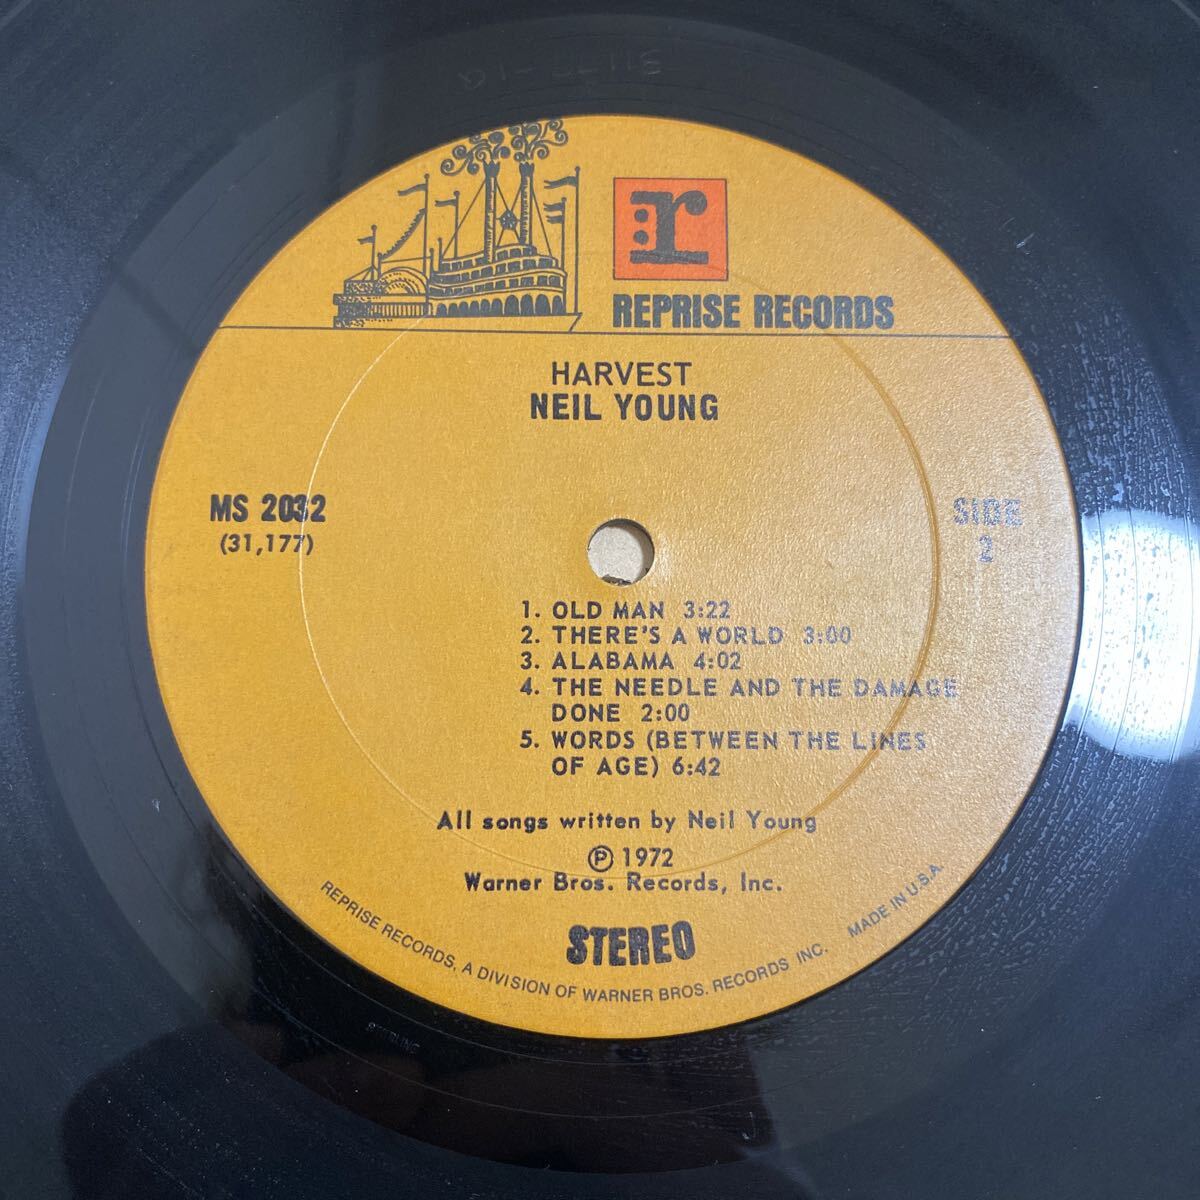 :r
REPRISE RECORDS
HARVEST
NEIL YOUNG
MS 2032
(31,177)
SIDE
2
1. OLD MAN 3:22
2. THERE'S A WORLD 3:00
3. ALABAMA 4:02
4. THE NEEDLE AND THE DAMAGE
DONE 2:00
5. WORDS (BETWEEN THE LINES
OF AGE) 6:42
All songs written by Neil Young
℗ 1972
Warner Bros. Records, Inc.
STEREO
REPRISE RECORDS, A DIVISION OF WARNER BROS. RECORDS INC. MADE IN U.S.A.
STERLING